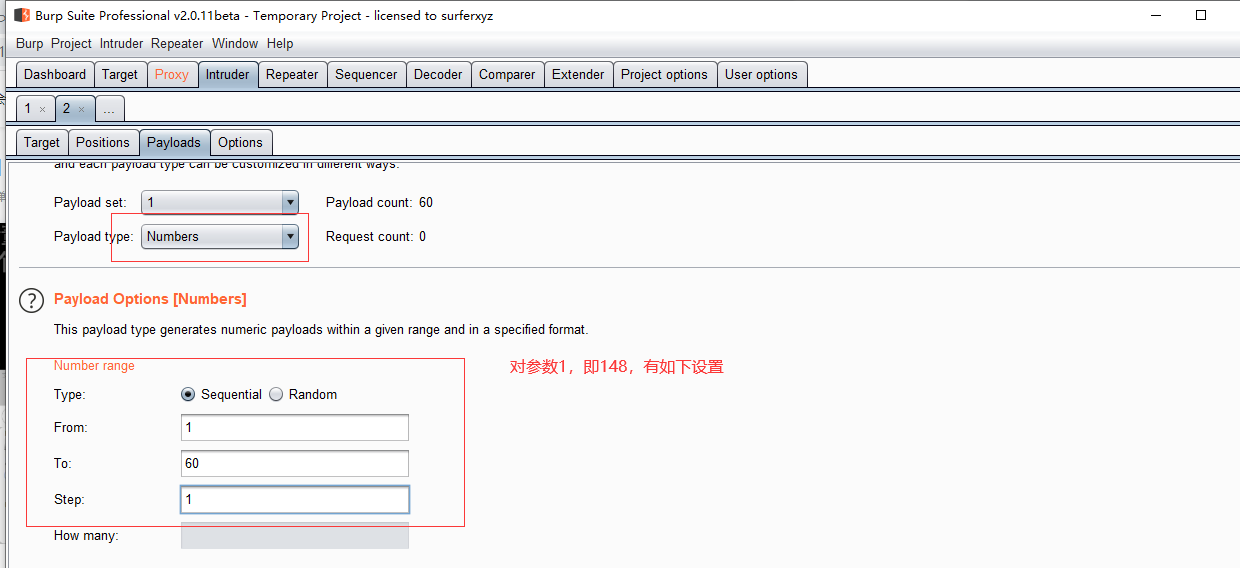 Burp Suite Professional v2.0.11beta - Temporary Project - licensed to surferxyz
Burp Project Intruder Repeater Window Help
Dashboard Target Proxy Intruder Repeater Sequencer Decoder Comparer Extender Project options User options
1 × 2 × ...
Target Positions Payloads Options
and each payload type can be customized in different ways.
Payload set: 1 Payload count: 60
Payload type: Numbers Request count: 0
? Payload Options [Numbers]
This payload type generates numeric payloads within a given range and in a specified format.
Number range
对参数1，即148，有如下设置
Type: Sequential Random
From: 1
To: 60
Step: 1
How many: